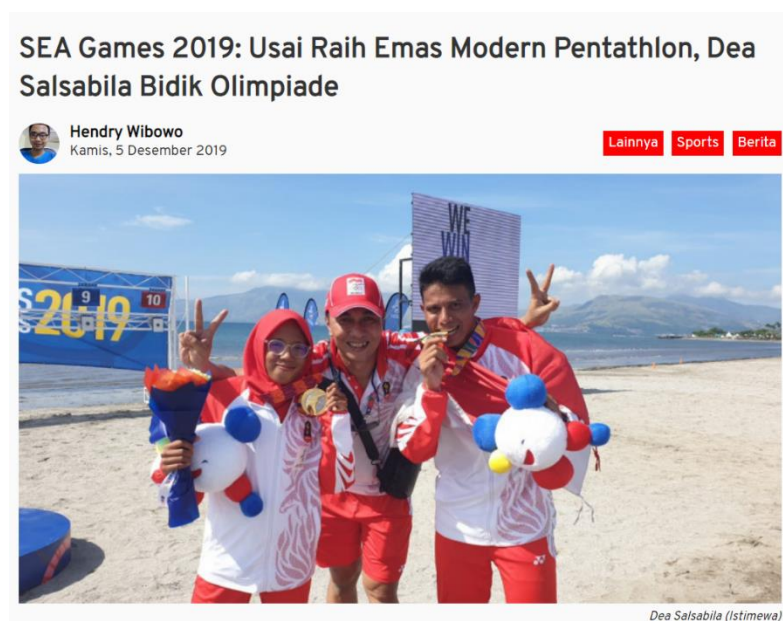 SEA Games 2019: Usai Raih Emas Modern Pentathlon, Dea
Salsabila Bidik Olimpiade
Hendry Wibowo
Kamis, 5 Desember 2019
Lainnya Sports Berita
WE
WIN
9 10
2019
Dea Salsabila (Istimewa)